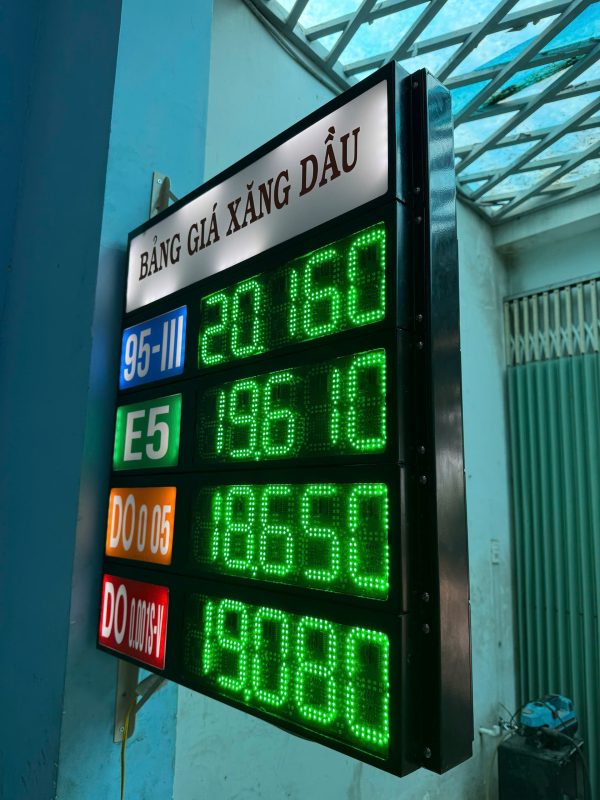 BẢNG GIÁ XĂNG DẦU
95-III 20.160
E5 19.610
DO 0 05 18.650
DO 0.001S-V 19.080